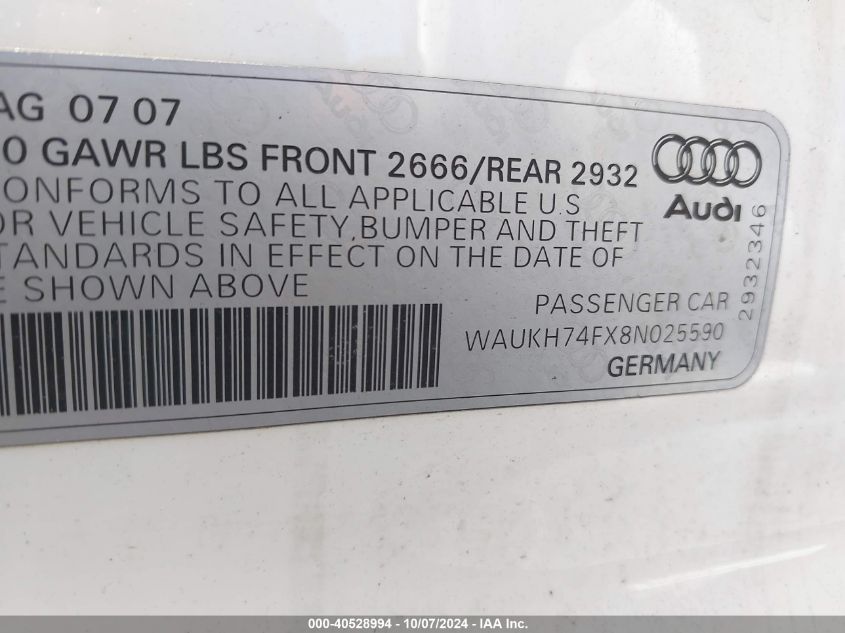 AG 07 07
0 GAWR LBS FRONT 2666/REAR 2932
CONFORMS TO ALL APPLICABLE U.S
OR VEHICLE SAFETY, BUMPER AND THEFT
STANDARDS IN EFFECT ON THE DATE OF
E SHOWN ABOVE
PASSENGER CAR
WAUKH74FX8N025590
GERMANY
Audi
2932346
000-40528994 - 10/07/2024 - IAA Inc.